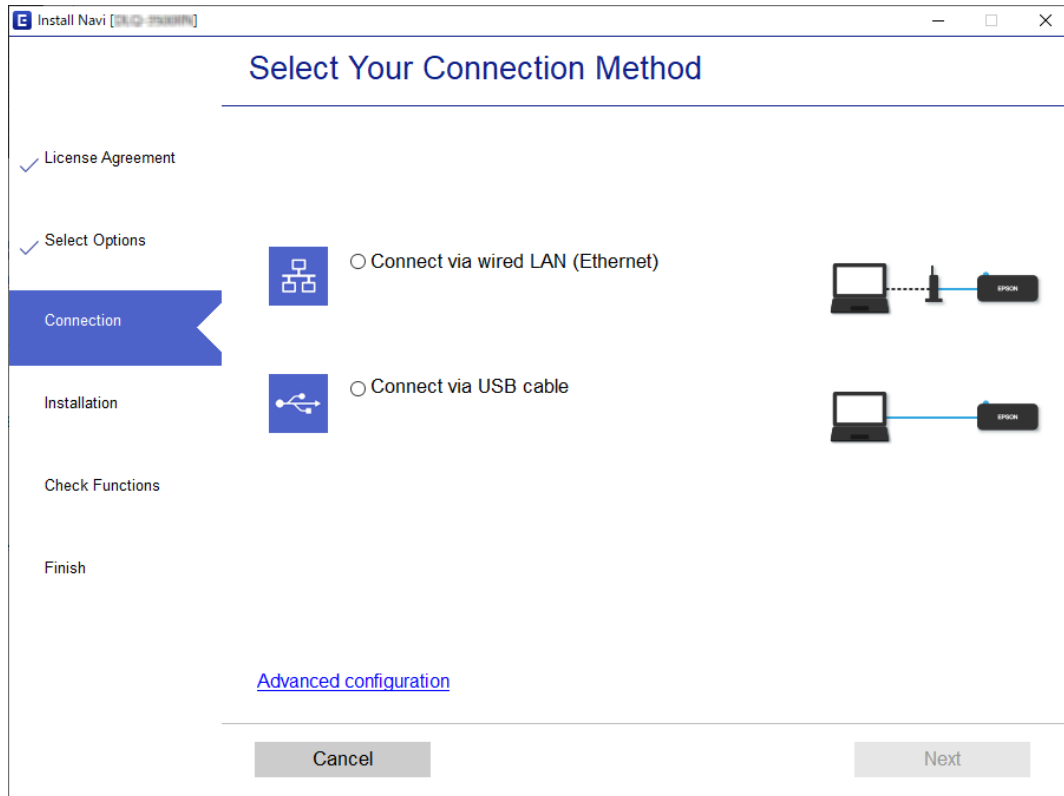 E Install Navi [
Select Your Connection Method
License Agreement
Select Options
Connection
Installation
Check Functions
Finish
Connect via wired LAN (Ethernet)
EPSON
Connect via USB cable
EPSON
Advanced configuration
Cancel
Next